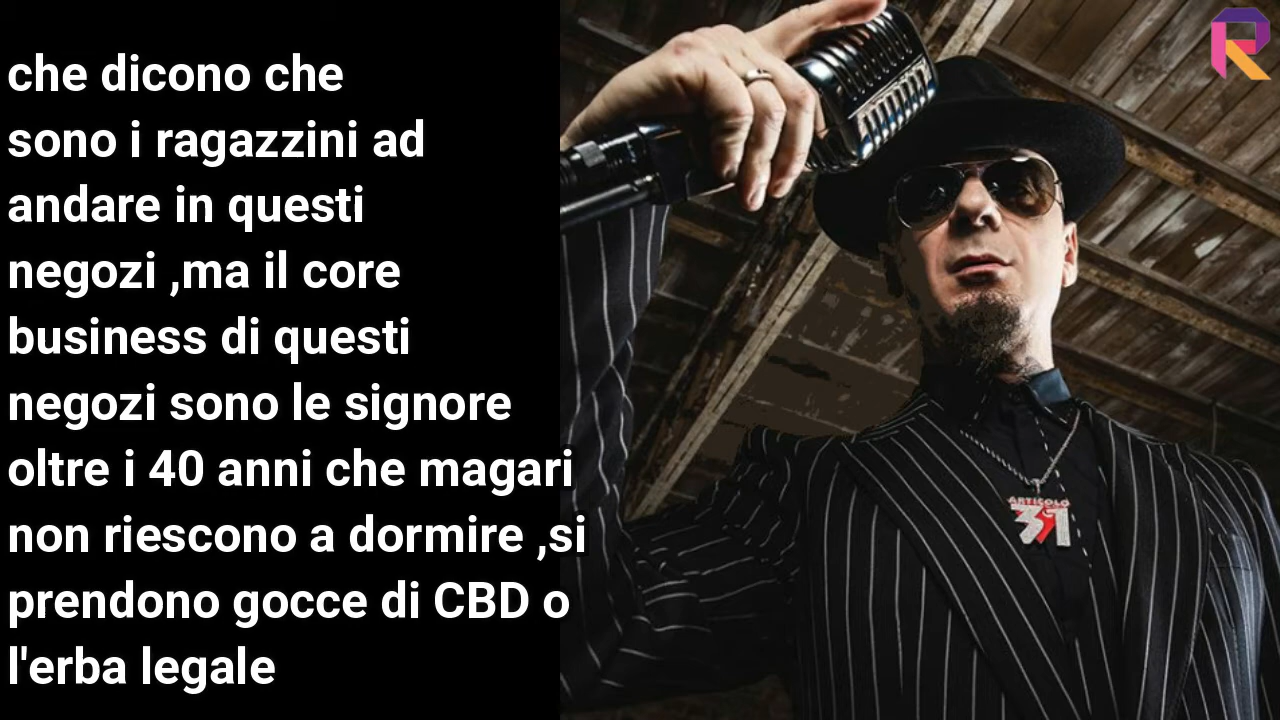 che dicono che
sono i ragazzini ad
andare in questi
negozi ,ma il core
business di questi
negozi sono le signore
oltre i 40 anni che magari
non riescono a dormire ,si
prendono gocce di CBD o
l'erba legale
R
ARTICOLO
31